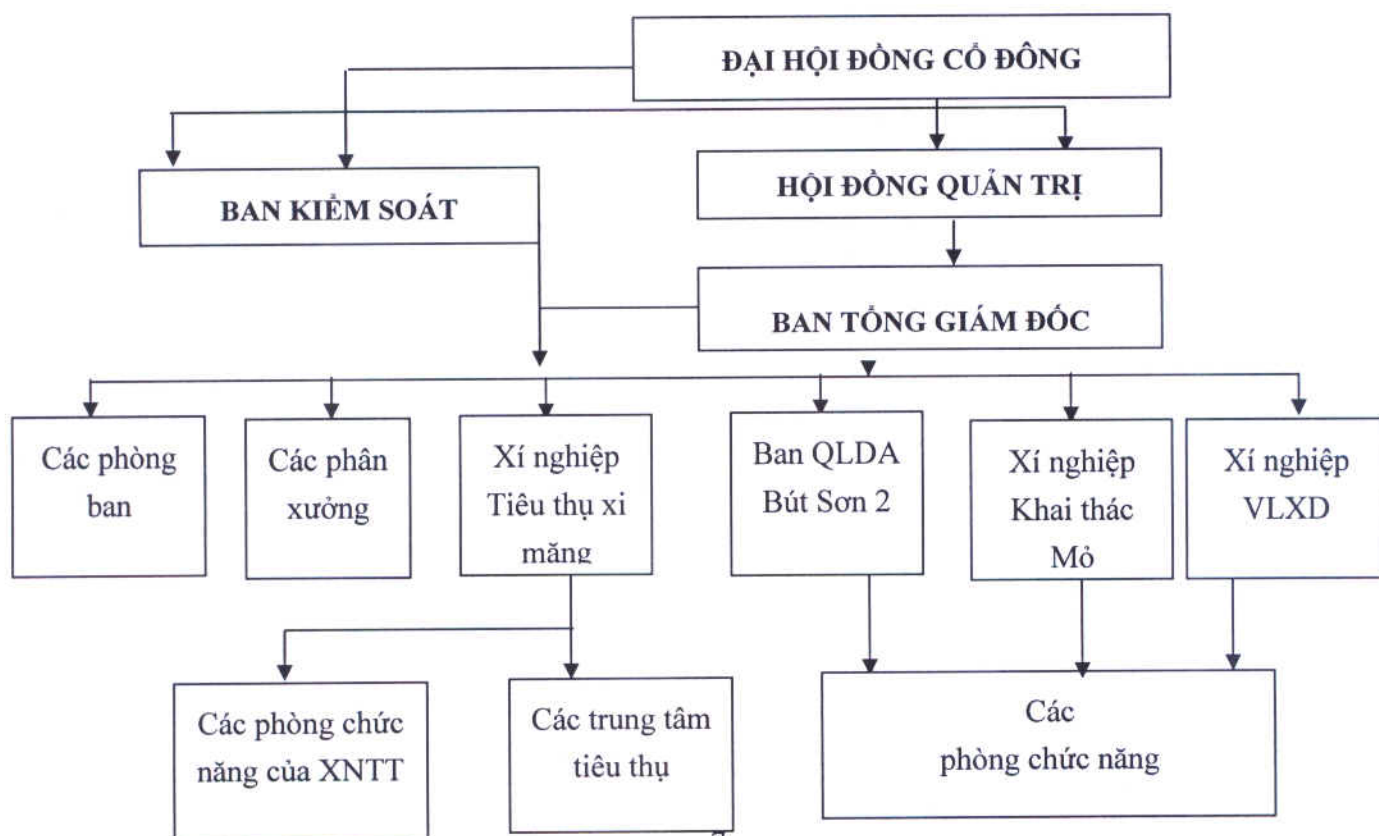 ĐẠI HỘI ĐỒNG CỔ ĐÔNG
BAN KIỂM SOÁT
HỘI ĐỒNG QUẢN TRỊ
BAN TỔNG GIÁM ĐỐC
Các phòng
ban
Các phân
xưởng
Xí nghiệp
Tiêu thụ xi
măng
Ban QLDA
Bút Sơn 2
Xí nghiệp
Khai thác
Mỏ
Xí nghiệp
VLXD
Các phòng chức
năng của XNTT
Các trung tâm
tiêu thụ
Các
phòng chức năng